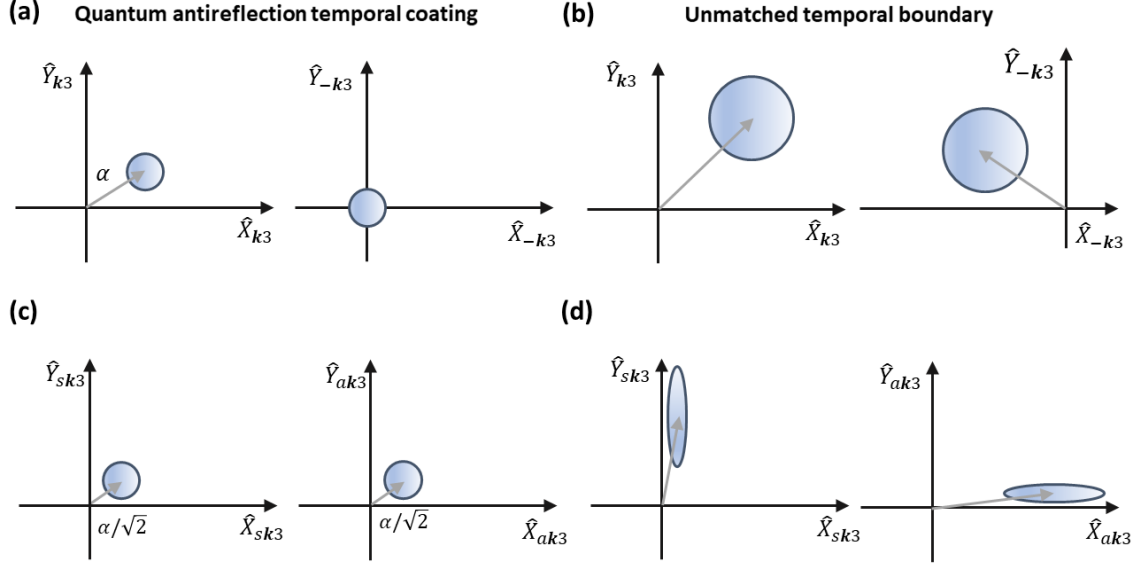 (a) Quantum antireflection temporal coating
Ŷ_k3
α
X̂_k3
Ŷ_−k3
X̂_−k3
(b) Unmatched temporal boundary
Ŷ_k3
X̂_k3
Ŷ_−k3
X̂_−k3
(c)
Ŷ_sk3
α/√2
X̂_sk3
Ŷ_ak3
α/√2
X̂_ak3
(d)
Ŷ_sk3
X̂_sk3
Ŷ_ak3
X̂_ak3